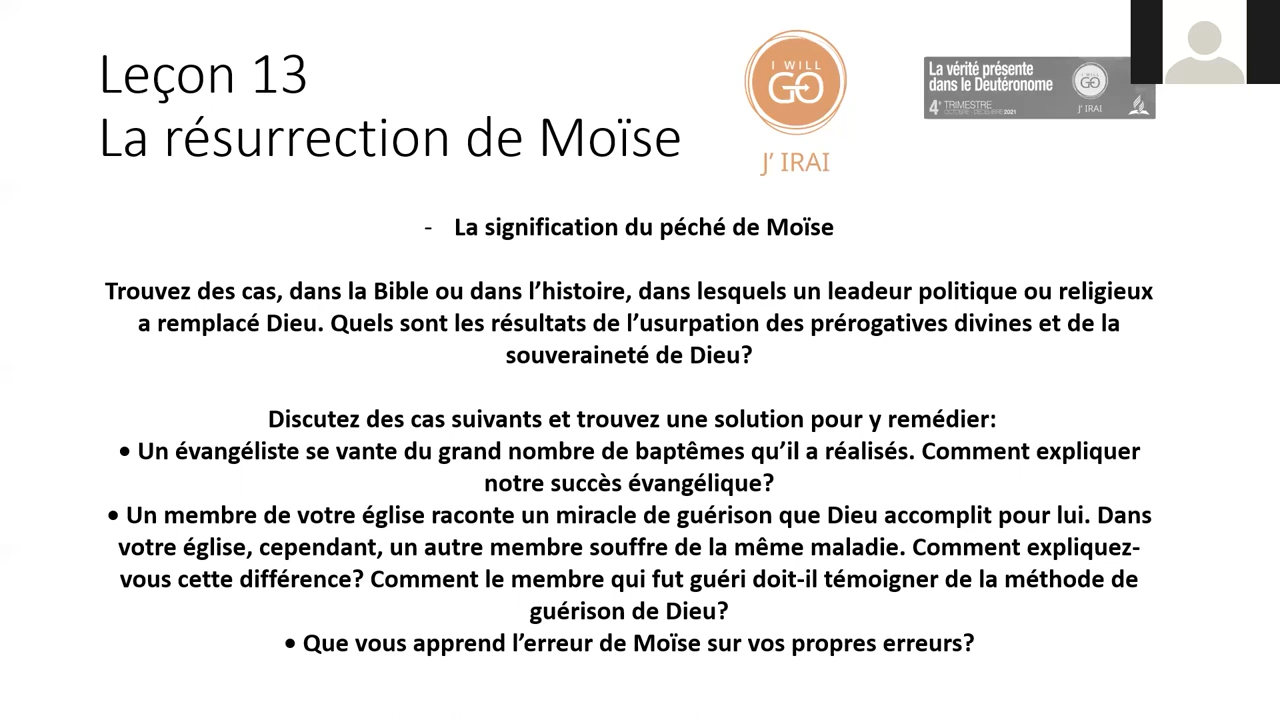 Leçon 13
La résurrection de Moïse
I WILL
GO
J’ IRAI
La vérité présente
dans le Deutéronome
4e TRIMESTRE
OCTOBRE - DÉCEMBRE 2021
I WILL
GO
J’ IRAI
- La signification du péché de Moïse
Trouvez des cas, dans la Bible ou dans l’histoire, dans lesquels un leadeur politique ou religieux
a remplacé Dieu. Quels sont les résultats de l’usurpation des prérogatives divines et de la
souveraineté de Dieu?
Discutez des cas suivants et trouvez une solution pour y remédier:
• Un évangéliste se vante du grand nombre de baptêmes qu’il a réalisés. Comment expliquer
notre succès évangélique?
• Un membre de votre église raconte un miracle de guérison que Dieu accomplit pour lui. Dans
votre église, cependant, un autre membre souffre de la même maladie. Comment expliquez-
vous cette différence? Comment le membre qui fut guéri doit-il témoigner de la méthode de
guérison de Dieu?
• Que vous apprend l’erreur de Moïse sur vos propres erreurs?